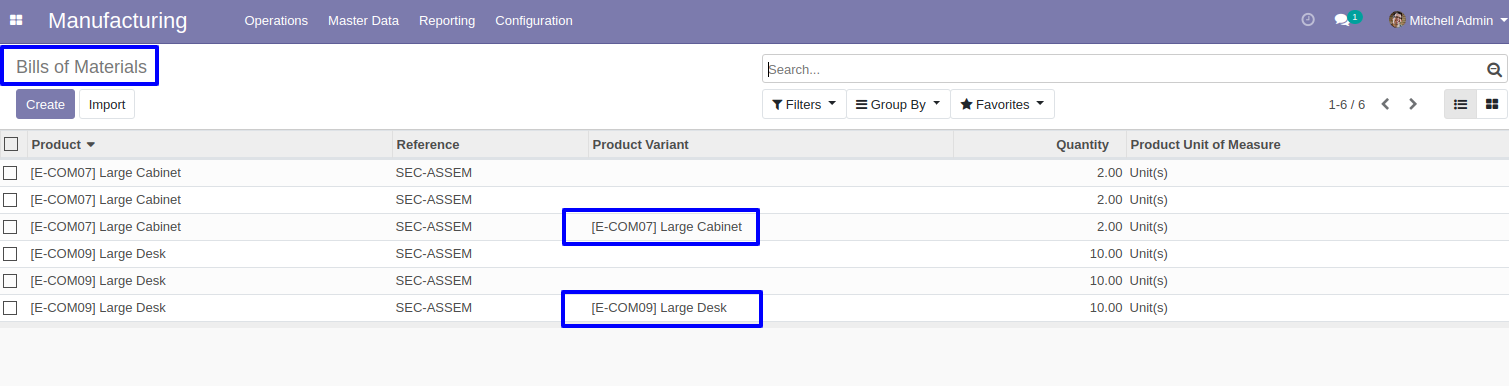 Manufacturing Operations Master Data Reporting Configuration 1 Mitchell Admin
Bills of Materials
Search...
Create Import Filters Group By Favorites 1-6 / 6
Product Reference Product Variant Quantity Product Unit of Measure
[E-COM07] Large Cabinet SEC-ASSEM 2.00 Unit(s)
[E-COM07] Large Cabinet SEC-ASSEM 2.00 Unit(s)
[E-COM07] Large Cabinet SEC-ASSEM [E-COM07] Large Cabinet 2.00 Unit(s)
[E-COM09] Large Desk SEC-ASSEM 10.00 Unit(s)
[E-COM09] Large Desk SEC-ASSEM 10.00 Unit(s)
[E-COM09] Large Desk SEC-ASSEM [E-COM09] Large Desk 10.00 Unit(s)